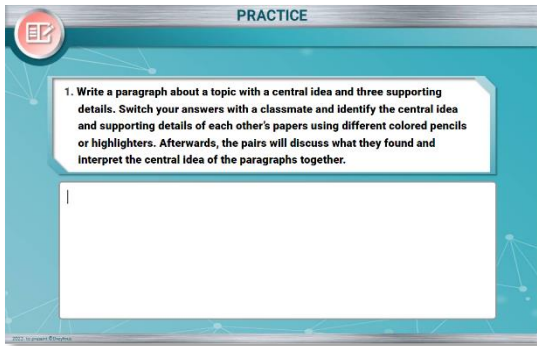 PRACTICE
1. Write a paragraph about a topic with a central idea and three supporting
details. Switch your answers with a classmate and identify the central idea
and supporting details of each other's papers using different colored pencils
or highlighters. Afterwards, the pairs will discuss what they found and
interpret the central idea of the paragraphs together.